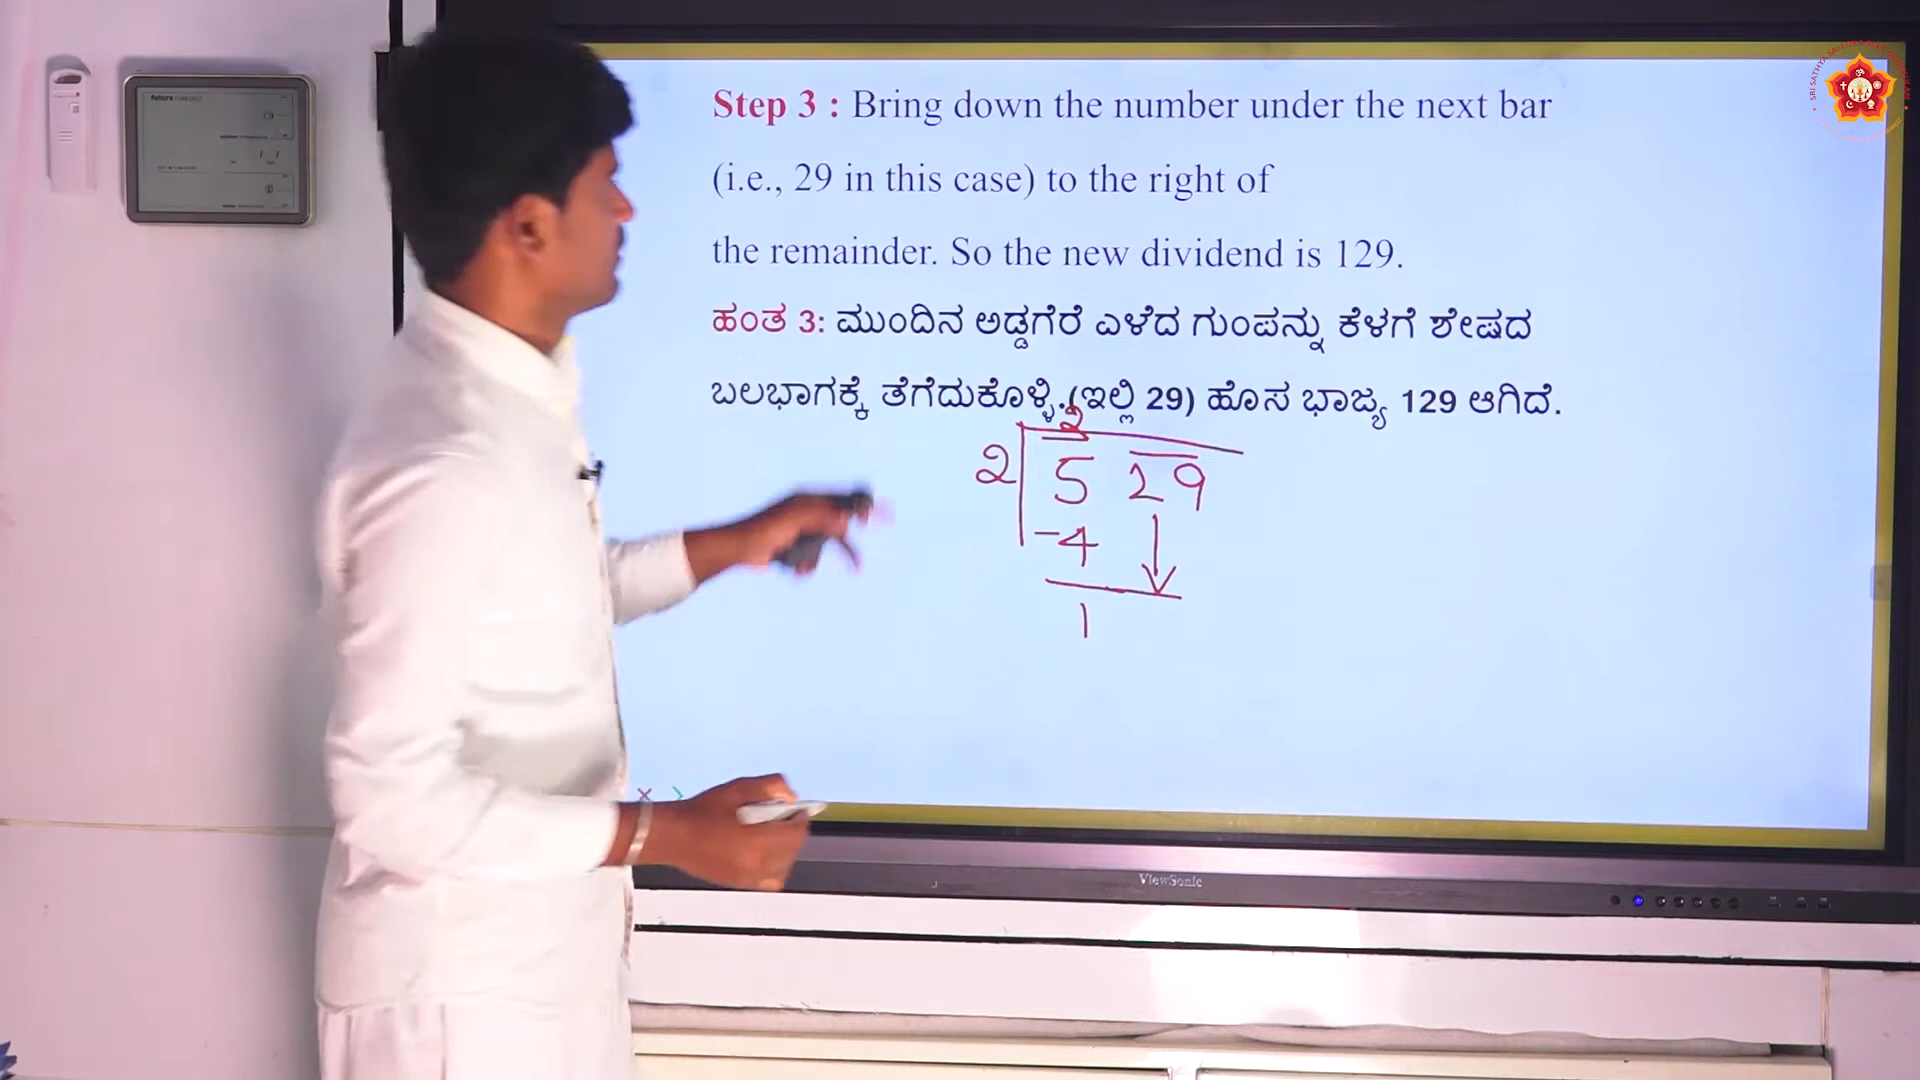 Step 3 : Bring down the number under the next bar
(i.e., 29 in this case) to the right of
the remainder. So the new dividend is 129.
ಹಂತ 3: ಮುಂದಿನ ಅಡ್ಡಗೆರೆ ಎಳೆದ ಗುಂಪನ್ನು ಕೆಳಗೆ ಶೇಷದ
ಬಲಭಾಗಕ್ಕೆ ತೆಗೆದುಕೊಳ್ಳಿ.(ಇಲ್ಲಿ 29) ಹೊಸ ಭಾಜ್ಯ 129 ಆಗಿದೆ.
2
2 5 29
-4
1
ViewSonic